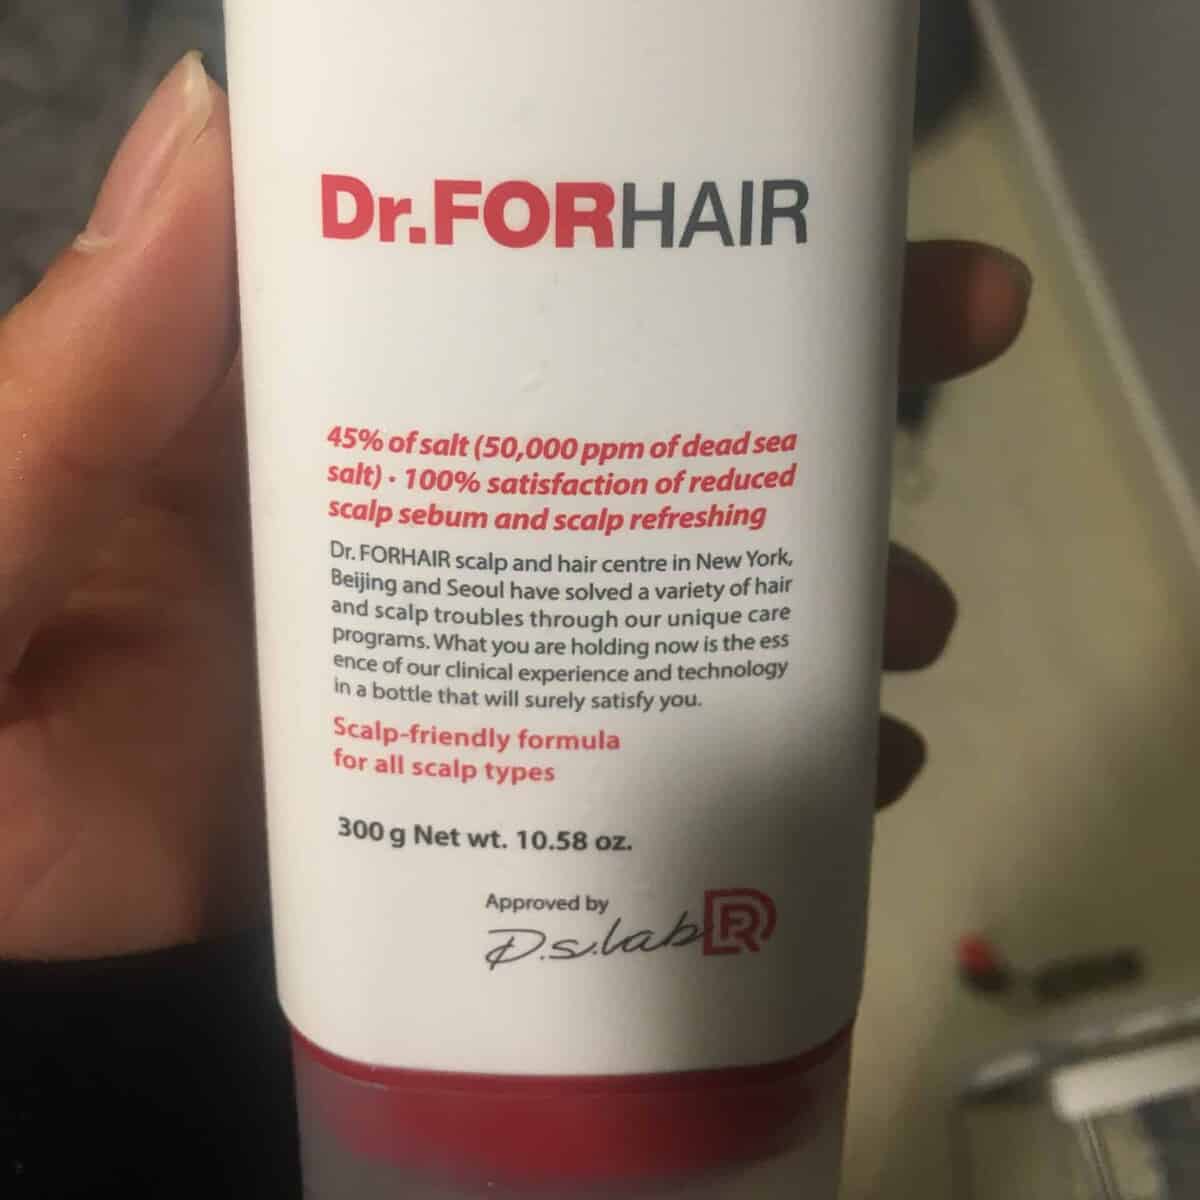 Dr.FORHAIR
45% of salt (50,000 ppm of dead sea
salt) · 100% satisfaction of reduced
scalp sebum and scalp refreshing
Dr. FORHAIR scalp and hair centre in New York,
Beijing and Seoul have solved a variety of hair
and scalp troubles through our unique care
programs. What you are holding now is the ess
ence of our clinical experience and technology
in a bottle that will surely satisfy you.
Scalp-friendly formula
for all scalp types
300 g Net wt. 10.58 oz.
Approved by
D.s.lab DR